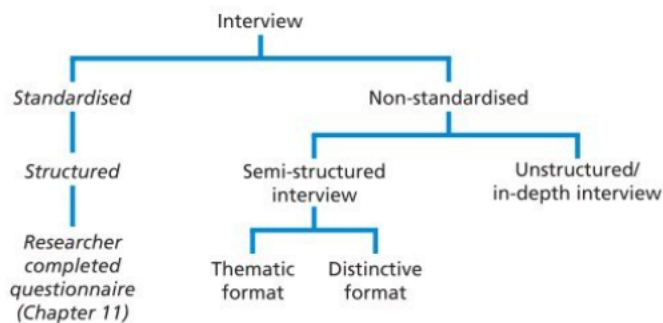 Interview
Standardised
Non-standardised
Structured
Semi-structured
interview
Unstructured/
in-depth interview
Researcher
completed
questionnaire
(Chapter 11)
Thematic
format
Distinctive
format